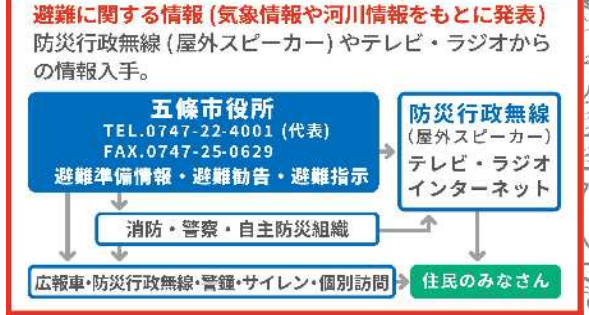 避難に関する情報 (気象情報や河川情報をもとに発表)
防災行政無線 (屋外スピーカー) やテレビ・ラジオから
の情報入手。
五條市役所
TEL.0747-22-4001 (代表)
FAX.0747-25-0629
避難準備情報・避難勧告・避難指示
防災行政無線
(屋外スピーカー)
テレビ・ラジオ
インターネット
消防・警察・自主防災組織
広報車・防災行政無線・警鐘・サイレン・個別訪問
住民のみなさん